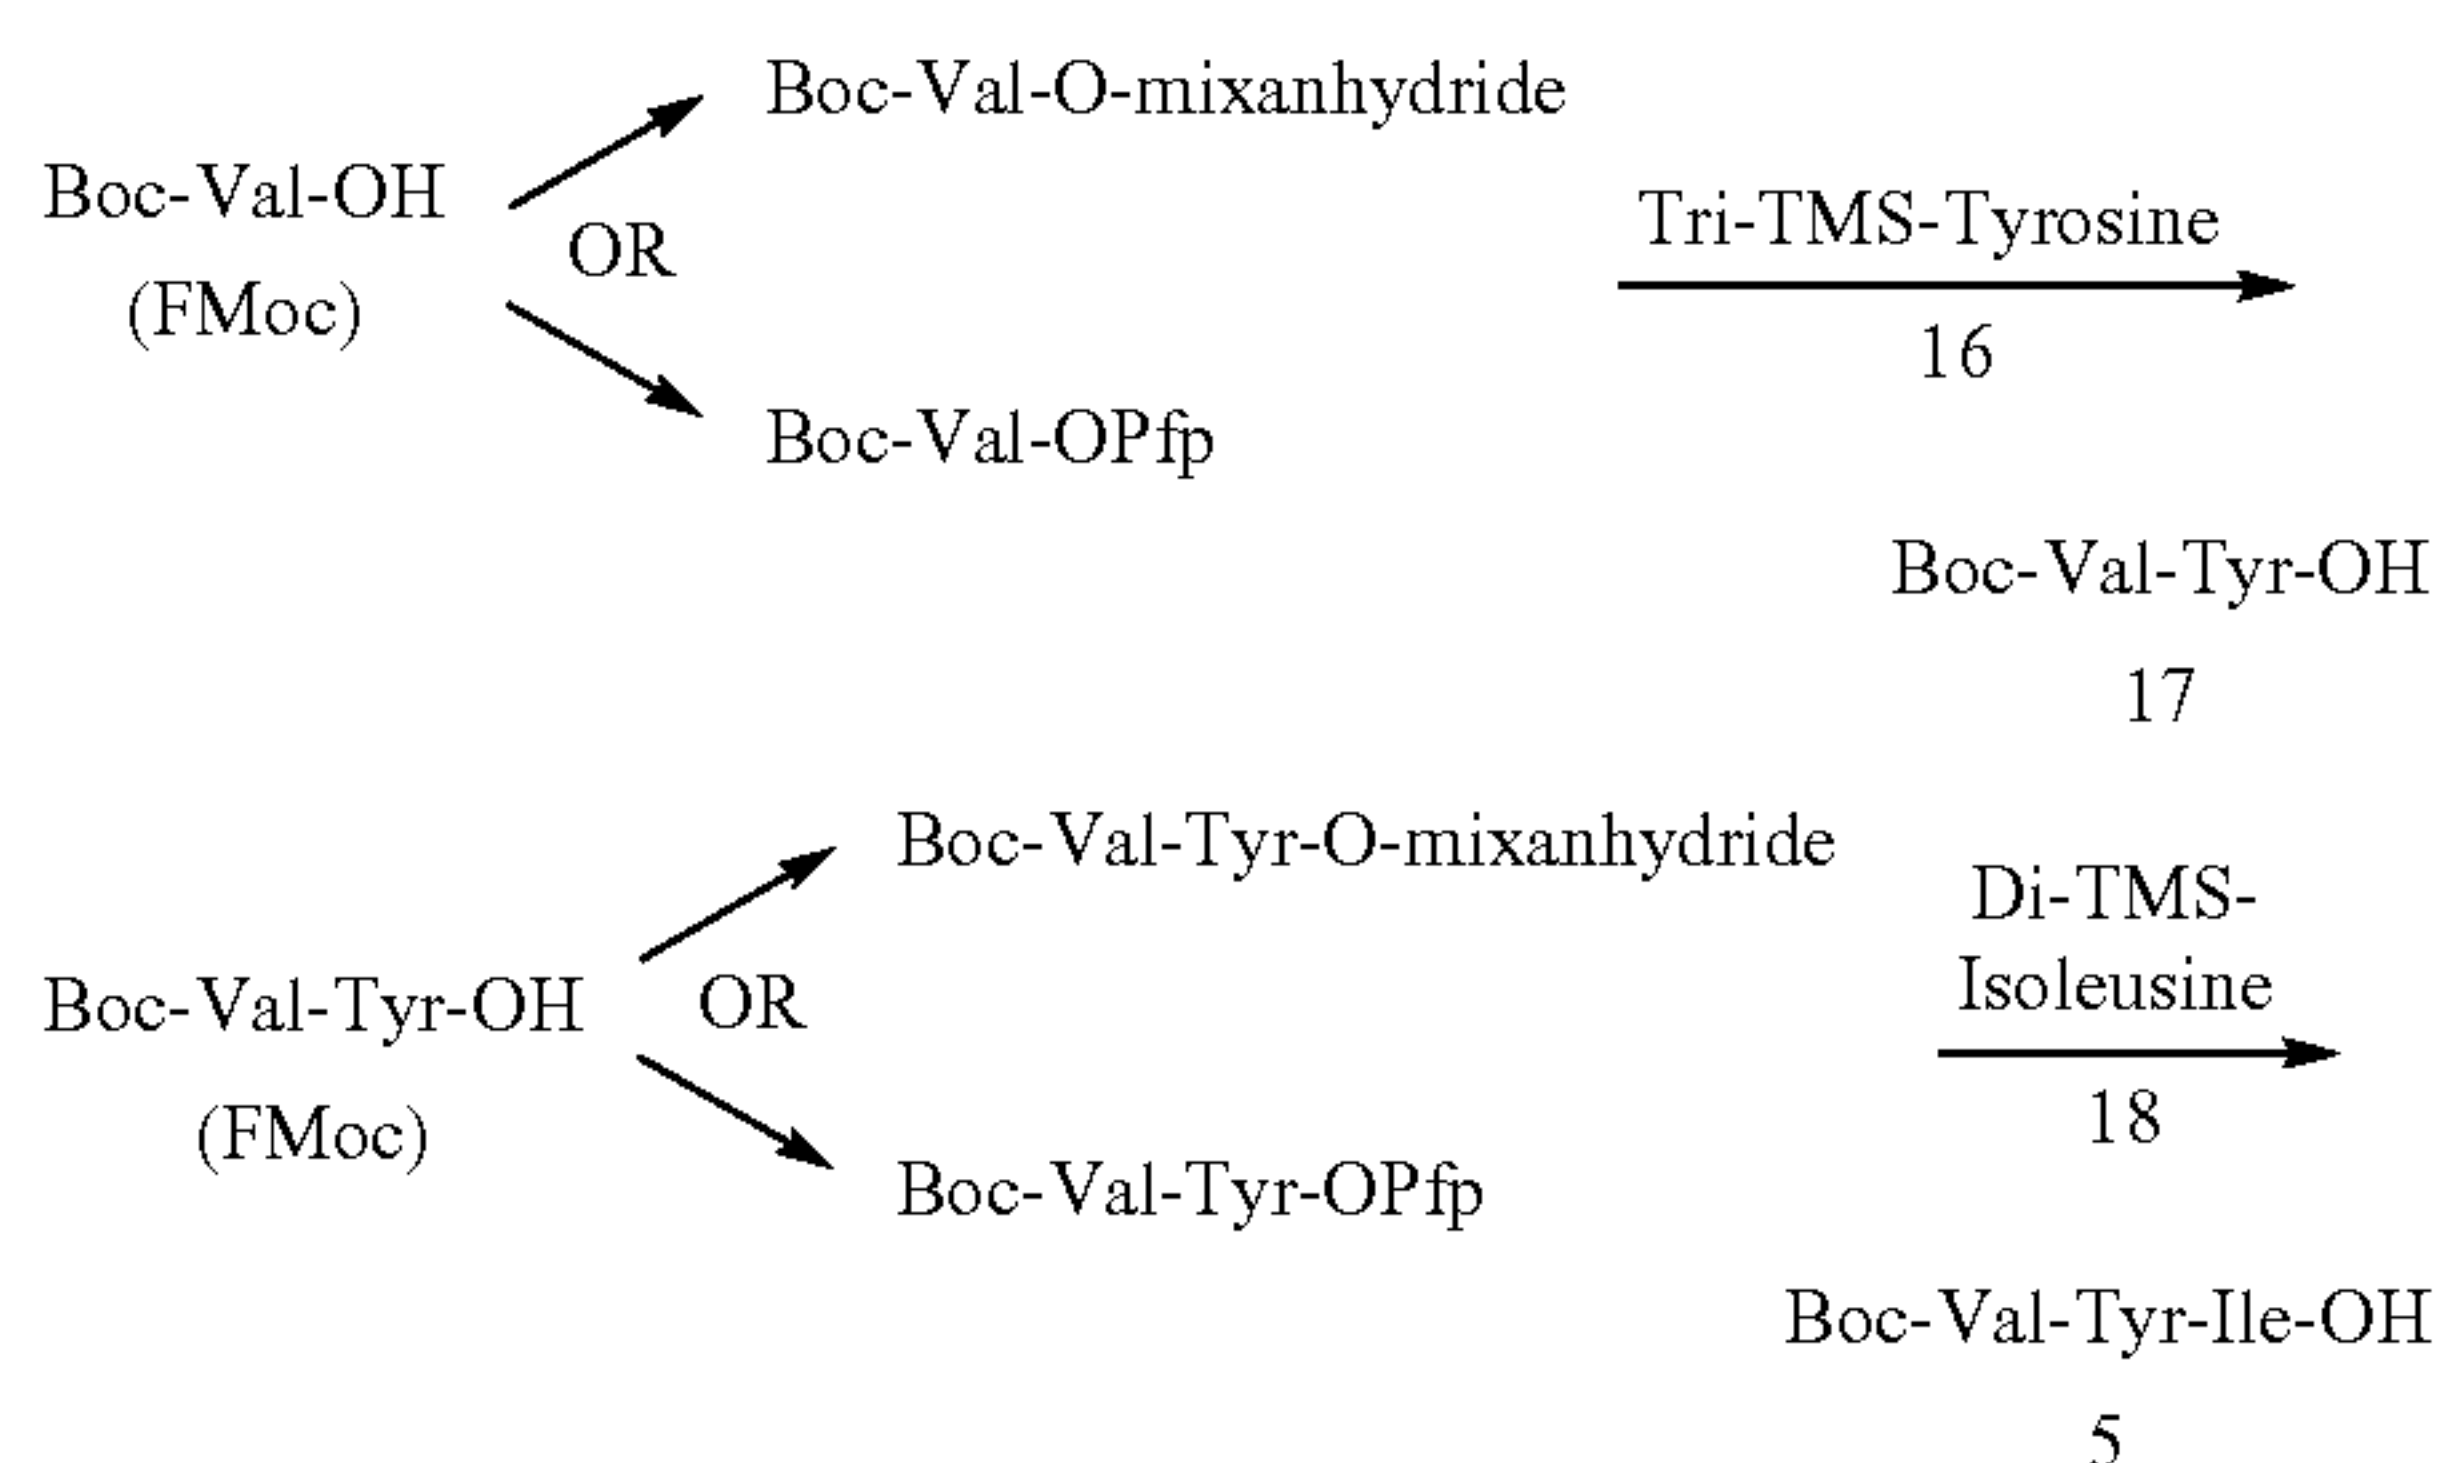 Boc-Val-O-mixanhydride
Boc-Val-OH
(FMoc)
OR
Boc-Val-OPfp
Tri-TMS-Tyrosine
16
Boc-Val-Tyr-OH
17
Boc-Val-Tyr-O-mixanhydride
Boc-Val-Tyr-OH
(FMoc)
OR
Boc-Val-Tyr-OPfp
Di-TMS-
Isoleusine
18
Boc-Val-Tyr-Ile-OH
5